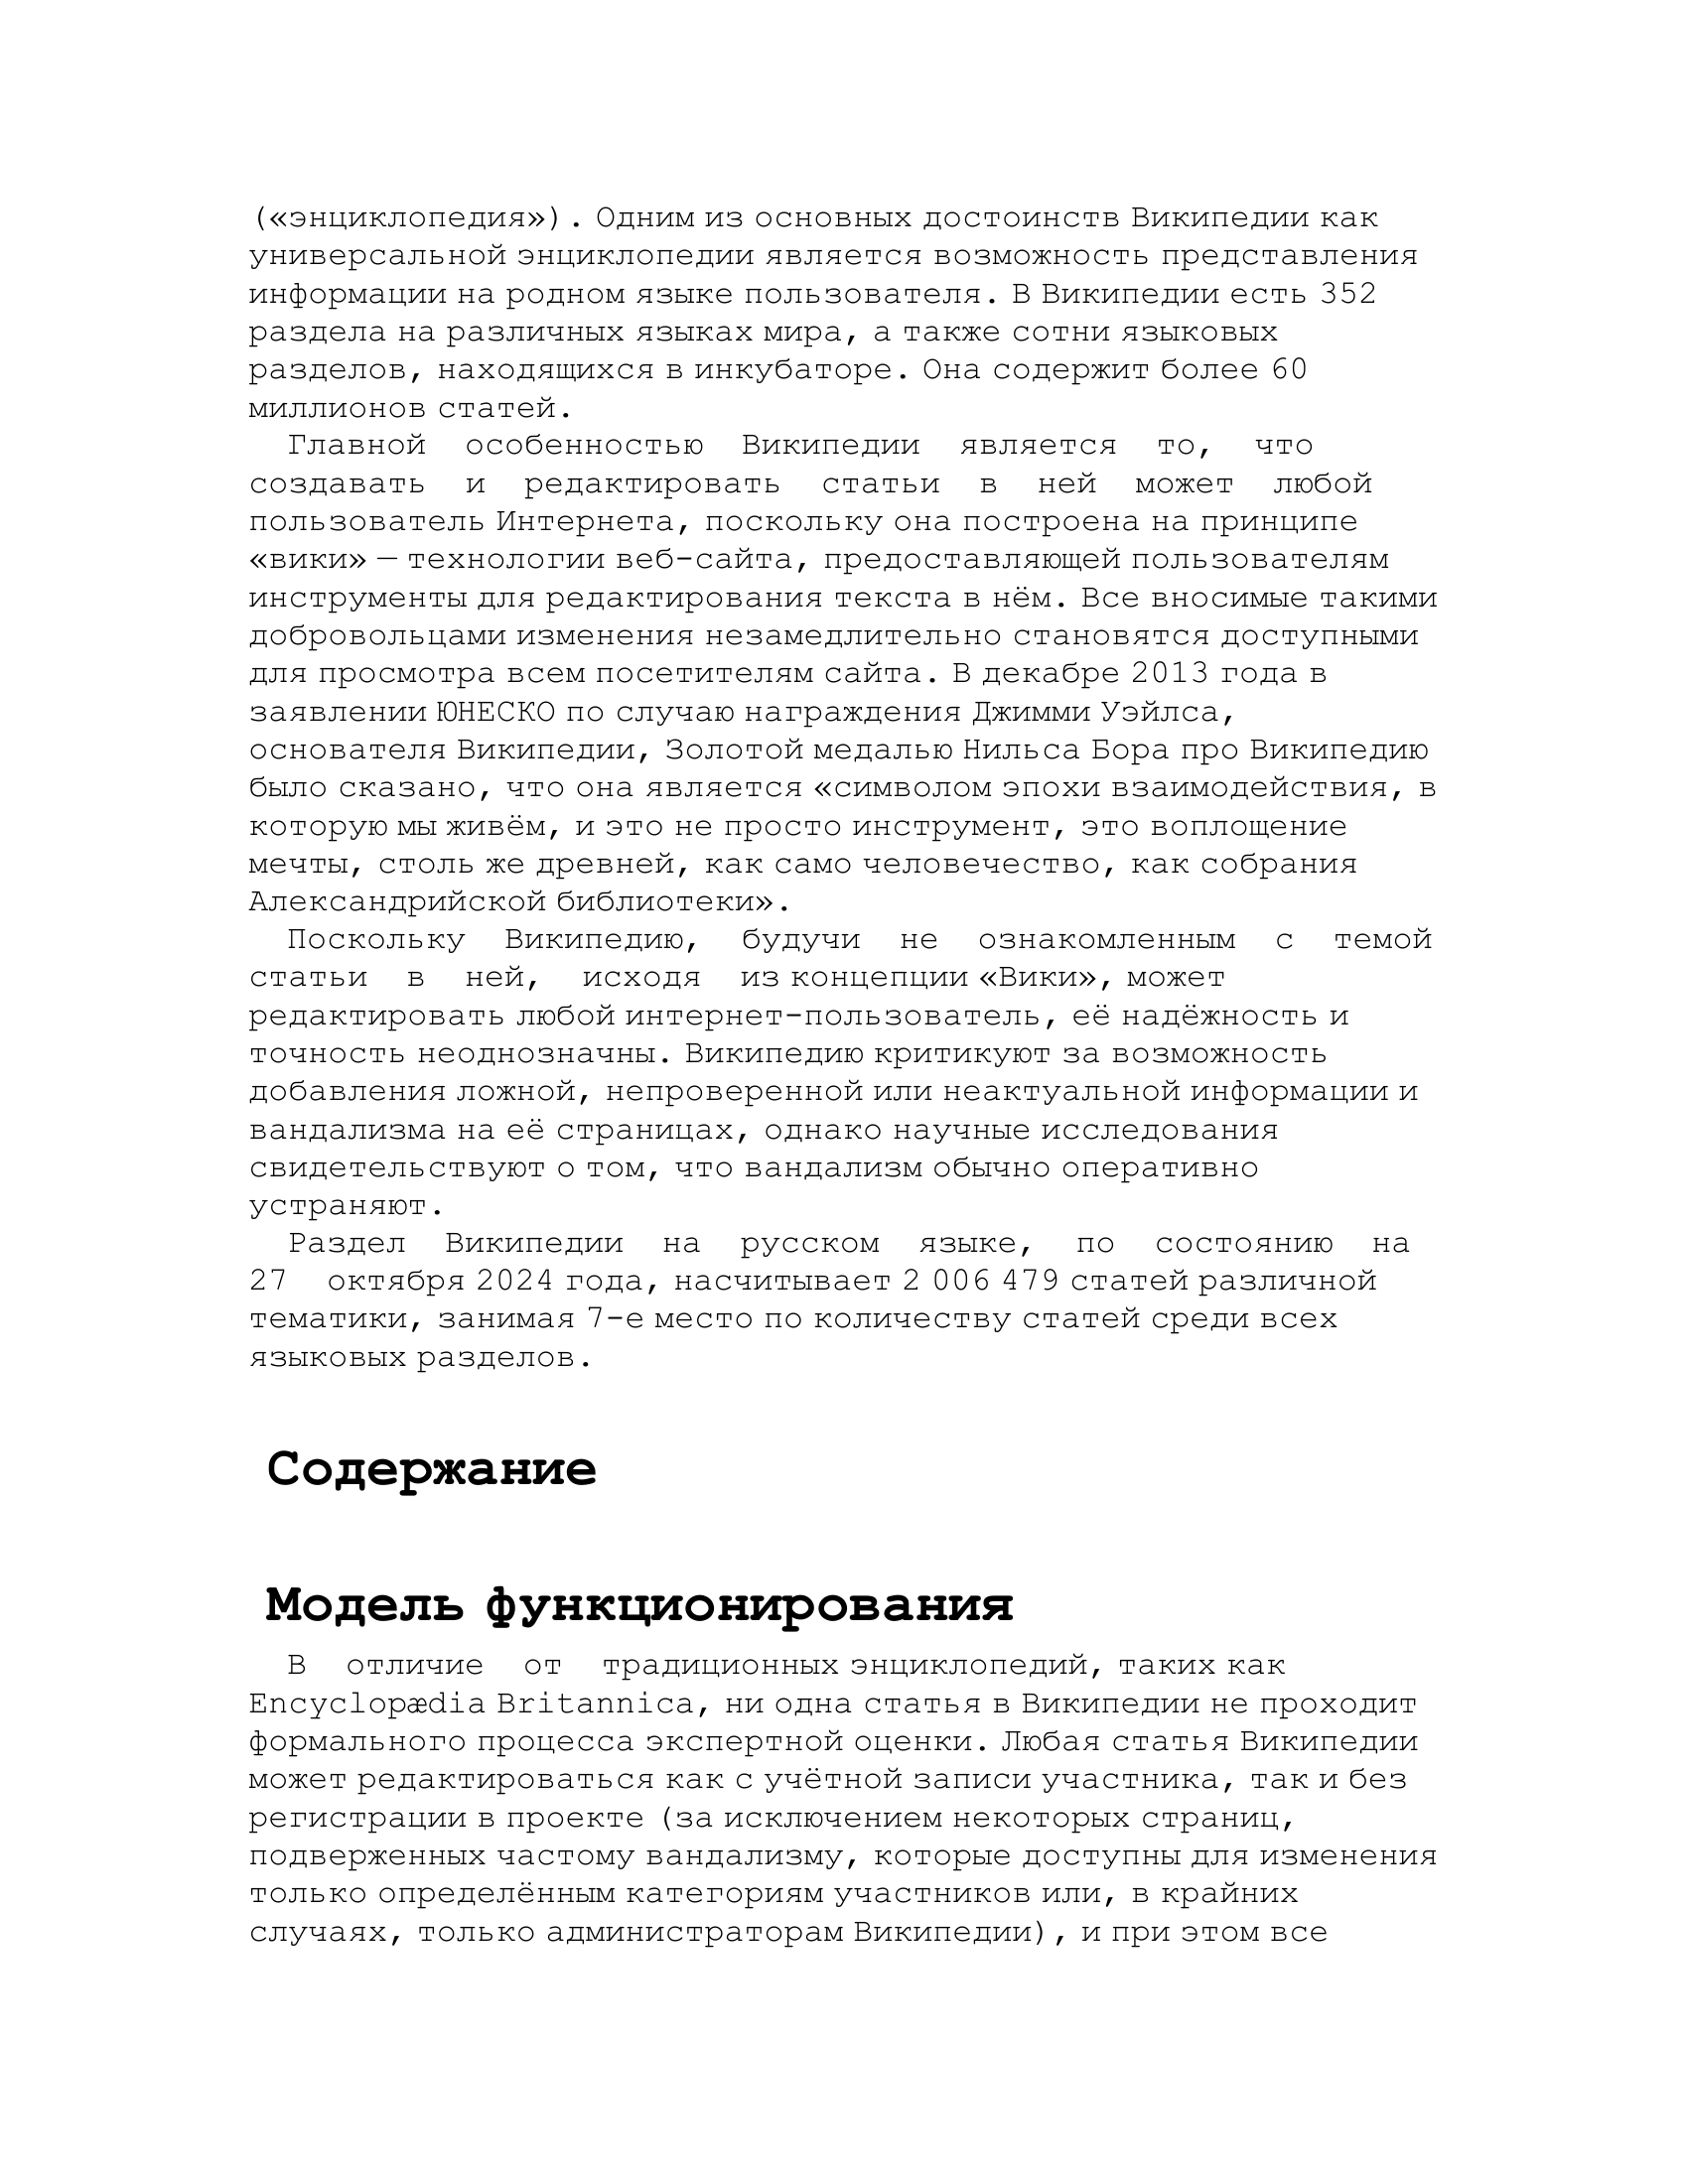 («энциклопедия»). Одним из основных достоинств Википедии как
универсальной энциклопедии является возможность представления
информации на родном языке пользователя. В Википедии есть 352
раздела на различных языках мира, а также сотни языковых
разделов, находящихся в инкубаторе. Она содержит более 60
миллионов статей.
Главной особенностью Википедии является то, что
создавать и редактировать статьи в ней может любой
пользователь Интернета, поскольку она построена на принципе
«вики» — технологии веб-сайта, предоставляющей пользователям
инструменты для редактирования текста в нём. Все вносимые такими
добровольцами изменения незамедлительно становятся доступными
для просмотра всем посетителям сайта. В декабре 2013 года в
заявлении ЮНЕСКО по случаю награждения Джимми Уэйлса,
основателя Википедии, Золотой медалью Нильса Бора про Википедию
было сказано, что она является «символом эпохи взаимодействия, в
которую мы живём, и это не просто инструмент, это воплощение
мечты, столь же древней, как само человечество, как собрания
Александрийской библиотеки».
Поскольку Википедию, будучи не ознакомленным с темой
статьи в ней, исходя из концепции «Вики», может
редактировать любой интернет-пользователь, её надёжность и
точность неоднозначны. Википедию критикуют за возможность
добавления ложной, непроверенной или неактуальной информации и
вандализма на её страницах, однако научные исследования
свидетельствуют о том, что вандализм обычно оперативно
устраняют.
Раздел Википедии на русском языке, по состоянию на
27 октября 2024 года, насчитывает 2 006 479 статей различной
тематики, занимая 7-е место по количеству статей среди всех
языковых разделов.
Содержание
Модель функционирования
В отличие от традиционных энциклопедий, таких как
Encyclopædia Britannica, ни одна статья в Википедии не проходит
формального процесса экспертной оценки. Любая статья Википедии
может редактироваться как с учётной записи участника, так и без
регистрации в проекте (за исключением некоторых страниц,
подверженных частому вандализму, которые доступны для изменения
только определённым категориям участников или, в крайних
случаях, только администраторам Википедии), и при этом все